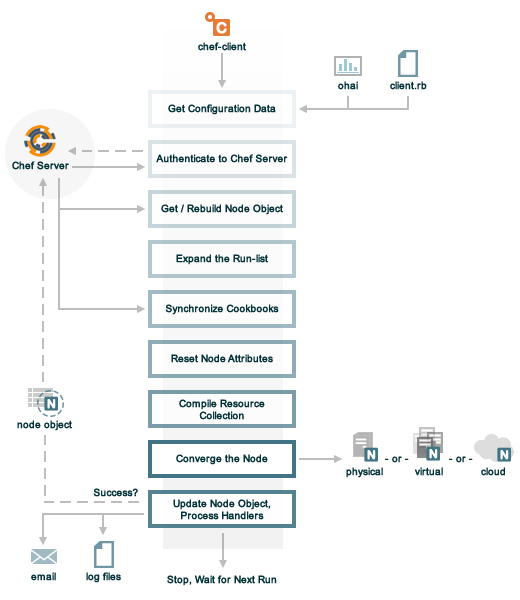 chef-client
ohai
client.rb
Get Configuration Data
Chef Server
Authenticate to Chef Server
Get / Rebuild Node Object
Expand the Run-list
Synchronize Cookbooks
Reset Node Attributes
node object
Compile Resource
Collection
Converge the Node
physical
- or -
virtual
- or -
cloud
Success?
Update Node Object,
Process Handlers
email
log files
Stop, Wait for Next Run
C
N
N
N
N